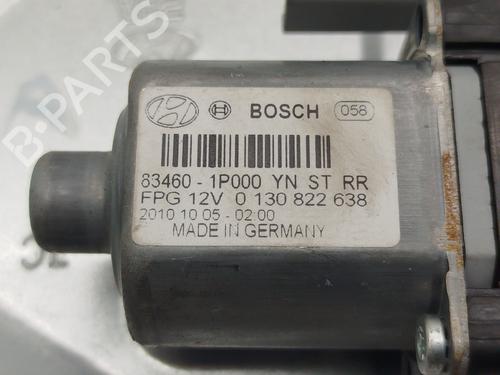 BOSCH 058
83460 - 1P000 YN ST RR
FPG 12V 0 130 822 638
2010 10 05 - 02:00
MADE IN GERMANY
B-PARTS